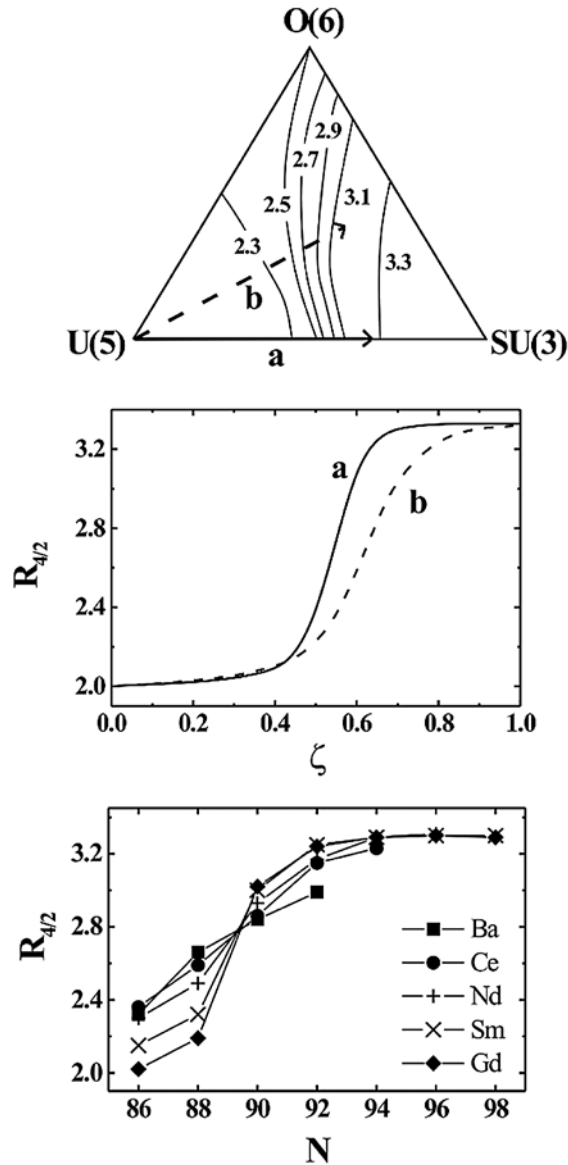 O(6)
2.9
2.7
2.5
3.1
2.3
3.3
b
U(5)
SU(3)
a
3.2
2.8
2.4
2.0
R4/2
a
b
0.0 0.2 0.4 0.6 0.8 1.0
ζ
3.2
2.8
2.4
2.0
R4/2
Ba
Ce
Nd
Sm
Gd
86 88 90 92 94 96 98
N